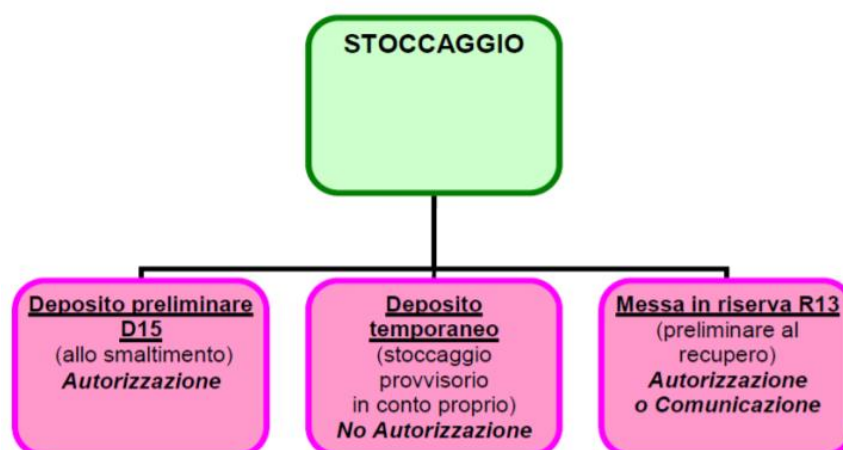 STOCCAGGIO
Deposito preliminare
D15
(allo smaltimento)
Autorizzazione
Deposito
temporaneo
(stoccaggio
provvisorio
in conto proprio)
No Autorizzazione
Messa in riserva R13
(preliminare al
recupero)
Autorizzazione
o Comunicazione